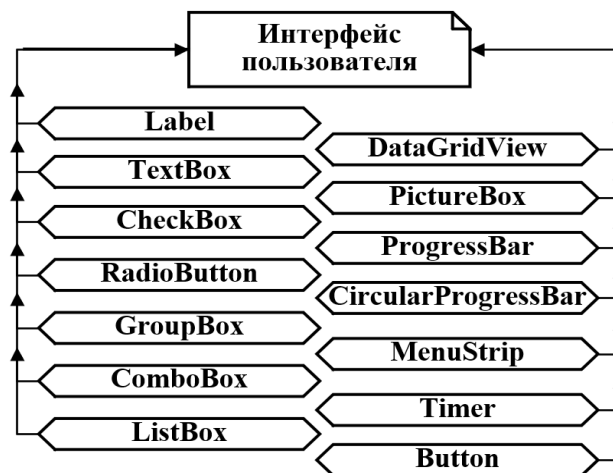 Интерфейс
пользователя
Label
TextBox
CheckBox
RadioButton
GroupBox
ComboBox
ListBox
DataGridView
PictureBox
ProgressBar
CircularProgressBar
MenuStrip
Timer
Button